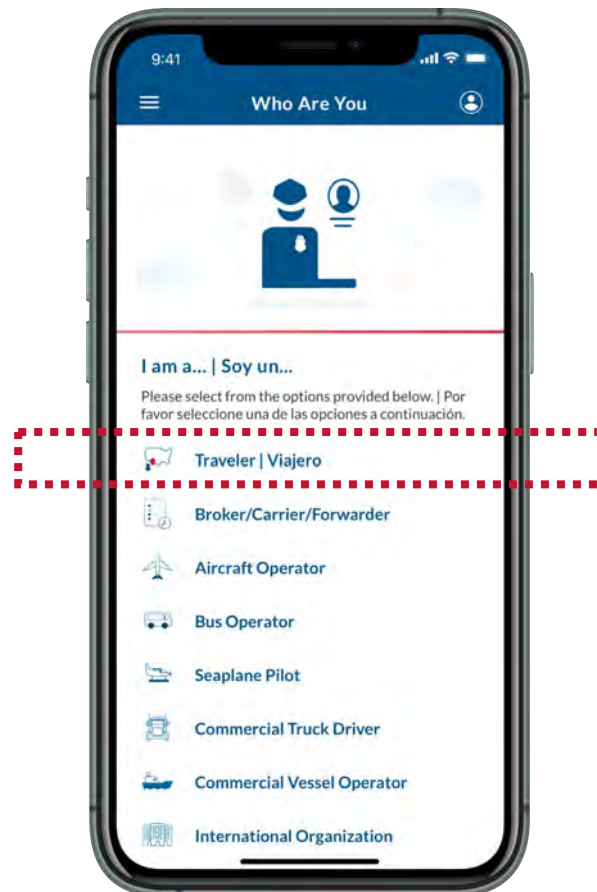 9:41
Who Are You
I am a... | Soy un...
Please select from the options provided below. | Por
favor seleccione una de las opciones a continuación.
Traveler | Viajero
Broker/Carrier/Forwarder
Aircraft Operator
Bus Operator
Seaplane Pilot
Commercial Truck Driver
Commercial Vessel Operator
International Organization